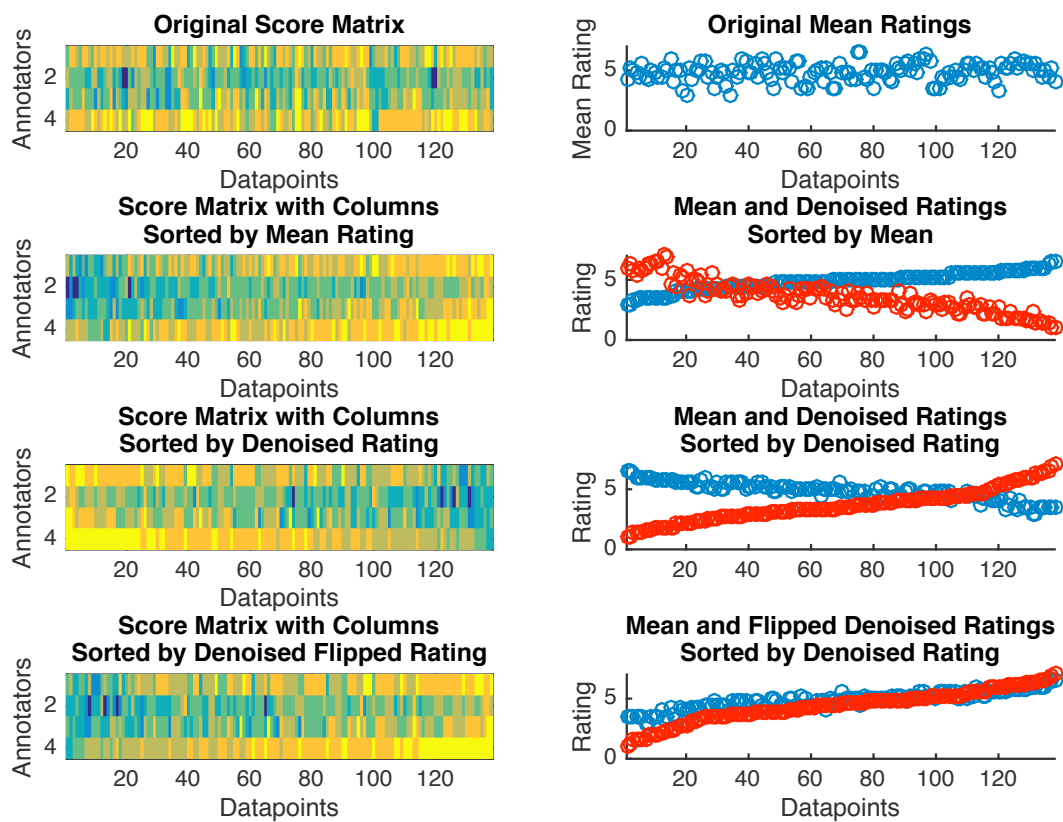 Original Score Matrix
Annotators
2
4
20 40 60 80 100 120
Datapoints
Original Mean Ratings
Mean Rating
5
0
20 40 60 80 100 120
Datapoints
Score Matrix with Columns
Sorted by Mean Rating
Annotators
2
4
20 40 60 80 100 120
Datapoints
Mean and Denoised Ratings
Sorted by Mean
Rating
5
0
20 40 60 80 100 120
Datapoints
Score Matrix with Columns
Sorted by Denoised Rating
Annotators
2
4
20 40 60 80 100 120
Datapoints
Mean and Denoised Ratings
Sorted by Denoised Rating
Rating
5
0
20 40 60 80 100 120
Datapoints
Score Matrix with Columns
Sorted by Denoised Flipped Rating
Annotators
2
4
20 40 60 80 100 120
Datapoints
Mean and Flipped Denoised Ratings
Sorted by Denoised Rating
Rating
5
0
20 40 60 80 100 120
Datapoints